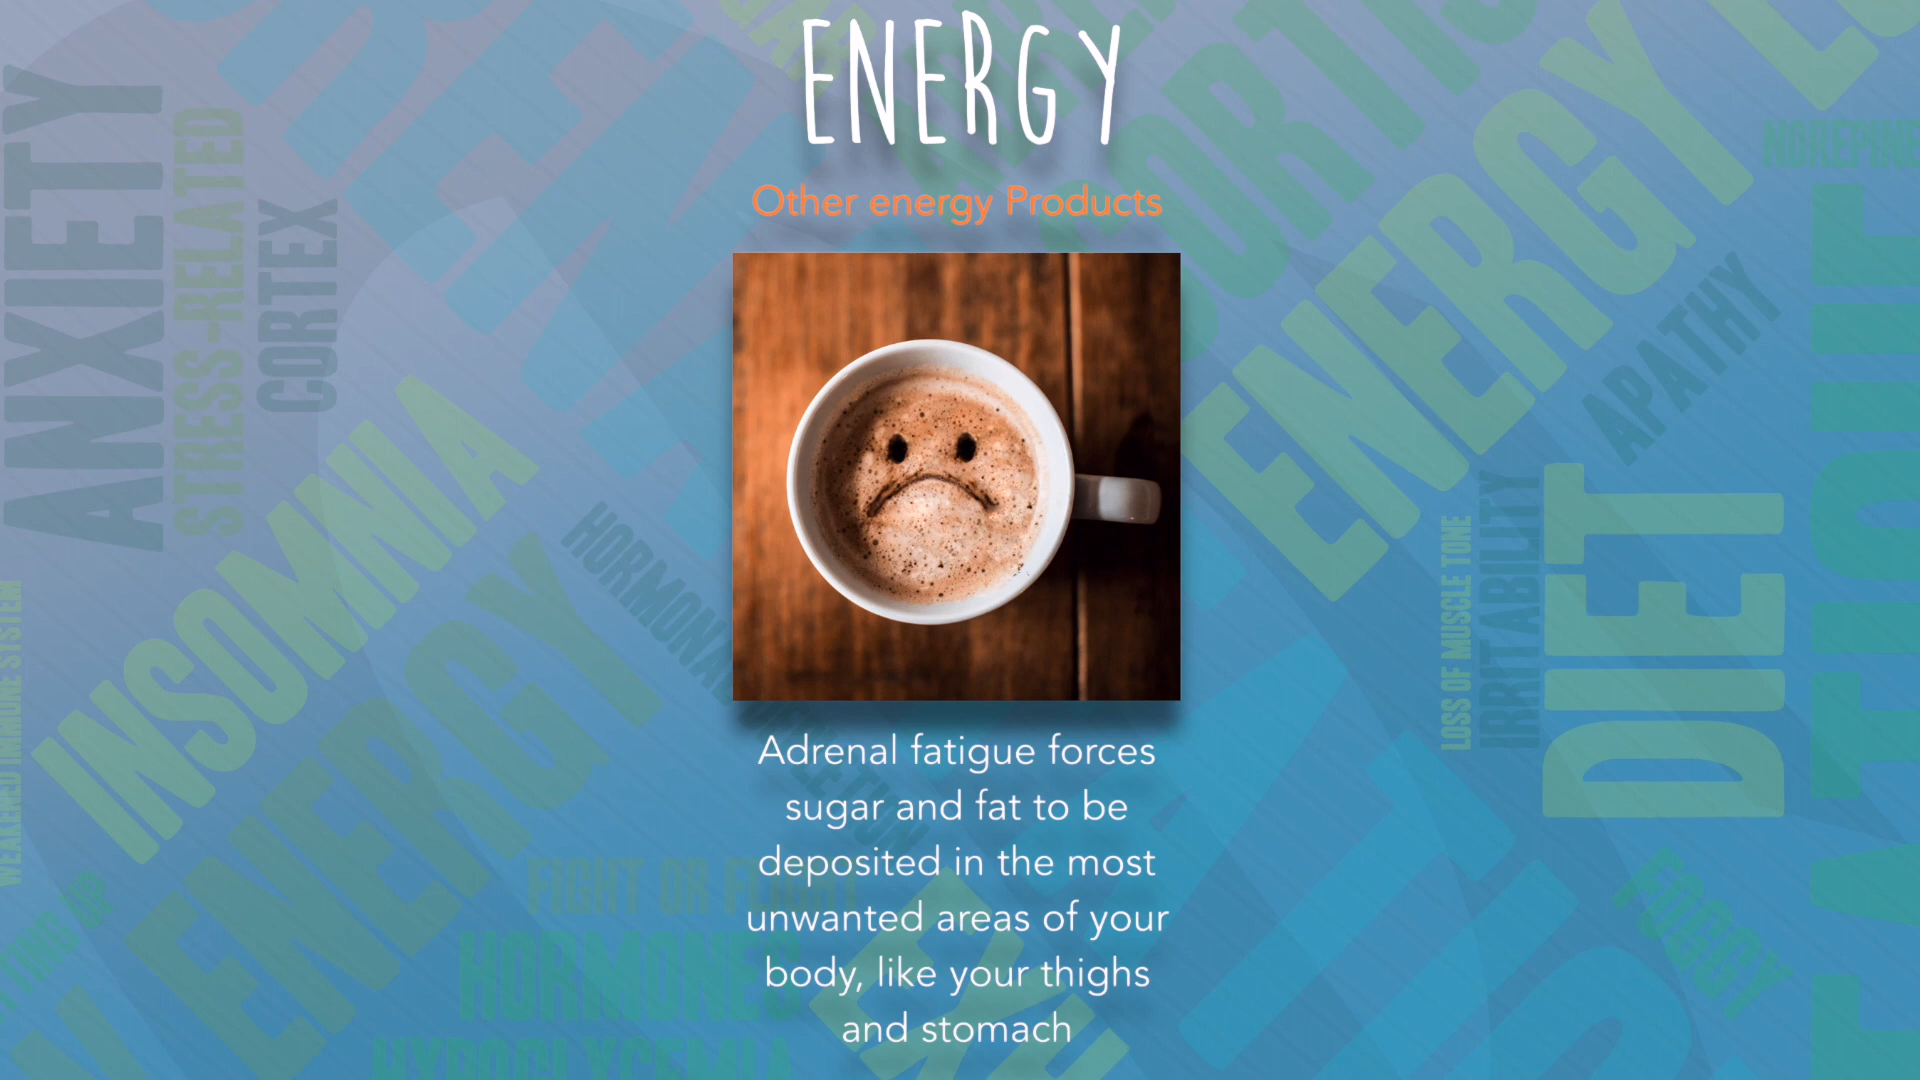 ENERGY
Other energy Products
Adrenal fatigue forces
sugar and fat to be
deposited in the most
unwanted areas of your
body, like your thighs
and stomach
ANXIETY
STRESS-RELATED
CORTEX
INSOMNIA
ENERGY
WEAKENED IMMUNE SYSTEM
FIGHT OR FLIGHT
HORMONES
HYPOGLYCEMIA
ENERGY
APATHY
LOSS OF MUSCLE TONE
IRRITABILITY
DIET
FOGGY